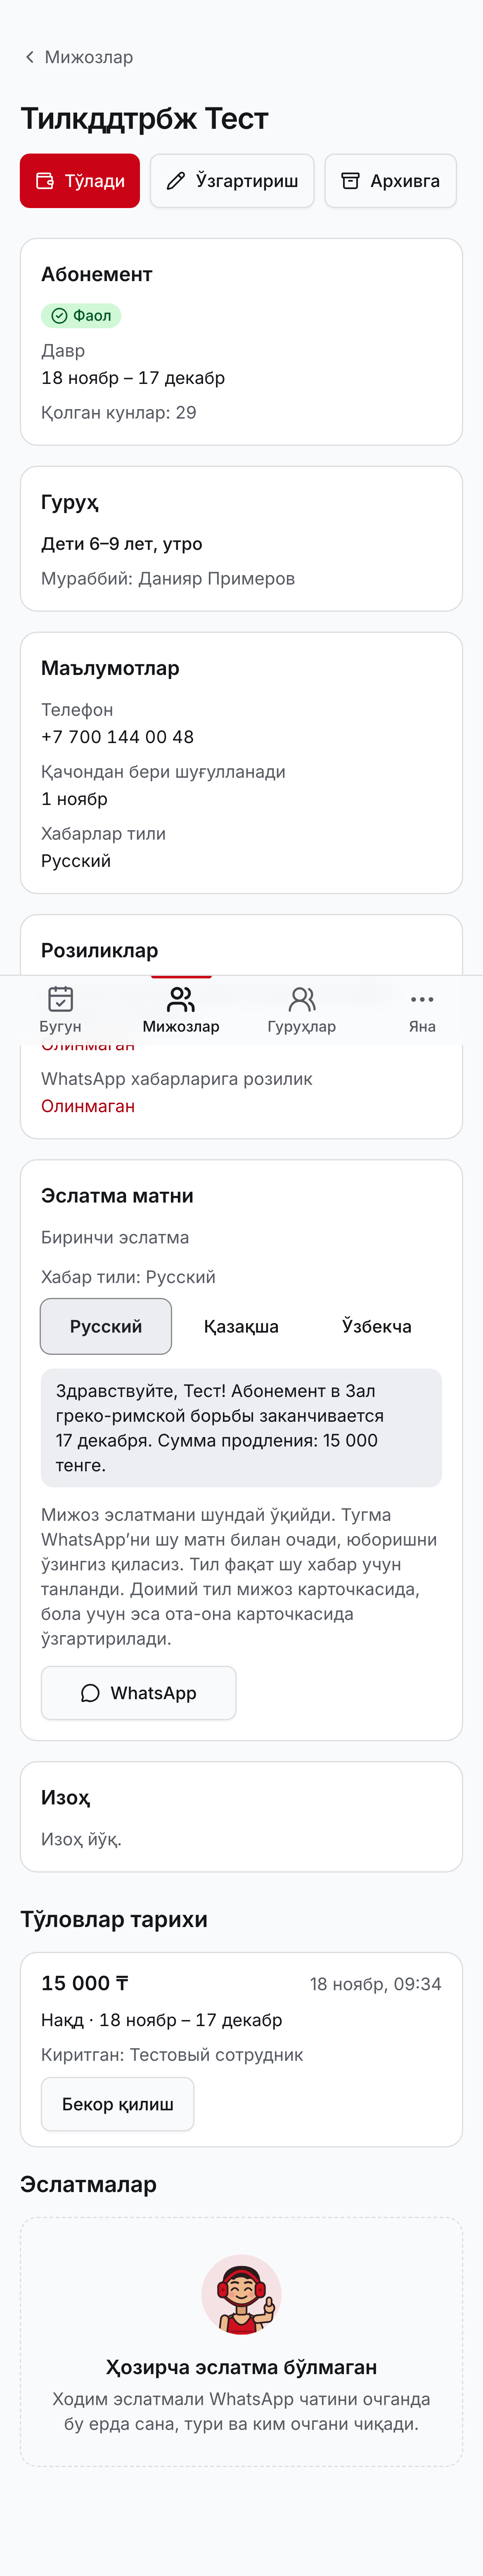 Мижозлар
Тилкддтрбж Тест
Тўлади
Ўзгартириш
Архивга
Абонемент
Фаол
Давр
18 ноябр – 17 декабр
Қолган кунлар: 29
Гуруҳ
Дети 6–9 лет, утро
Мураббий: Данияр Примеров
Маълумотлар
Телефон
+7 700 144 00 48
Қачондан бери шуғулланади
1 ноябр
Хабарлар тили
Русский
Розиликлар
Бугун
Мижозлар
Гуруҳлар
Яна
Олинмаган
WhatsApp хабарларига розилик
Олинмаган
Эслатма матни
Биринчи эслатма
Хабар тили: Русский
Русский
Қазақша
Ўзбекча
Здравствуйте, Тест! Абонемент в Зал
греко-римской борьбы заканчивается
17 декабря. Сумма продления: 15 000
тенге.
Мижоз эслатмани шундай ўқийди. Тугма
WhatsApp’ни шу матн билан очади, юборишни
ўзингиз қиласиз. Тил фақат шу хабар учун
танланди. Доимий тил мижоз карточкасида,
бола учун эса ота-она карточкасида
ўзгартирилади.
WhatsApp
Изоҳ
Изоҳ йўқ.
Тўловлар тарихи
15 000 ₸
18 ноябр, 09:34
Нақд · 18 ноябр – 17 декабр
Киритган: Тестовый сотрудник
Бекор қилиш
Эслатмалар
Ҳозирча эслатма бўлмаган
Ходим эслатмали WhatsApp чатини очганда
бу ерда сана, тури ва ким очгани чиқади.